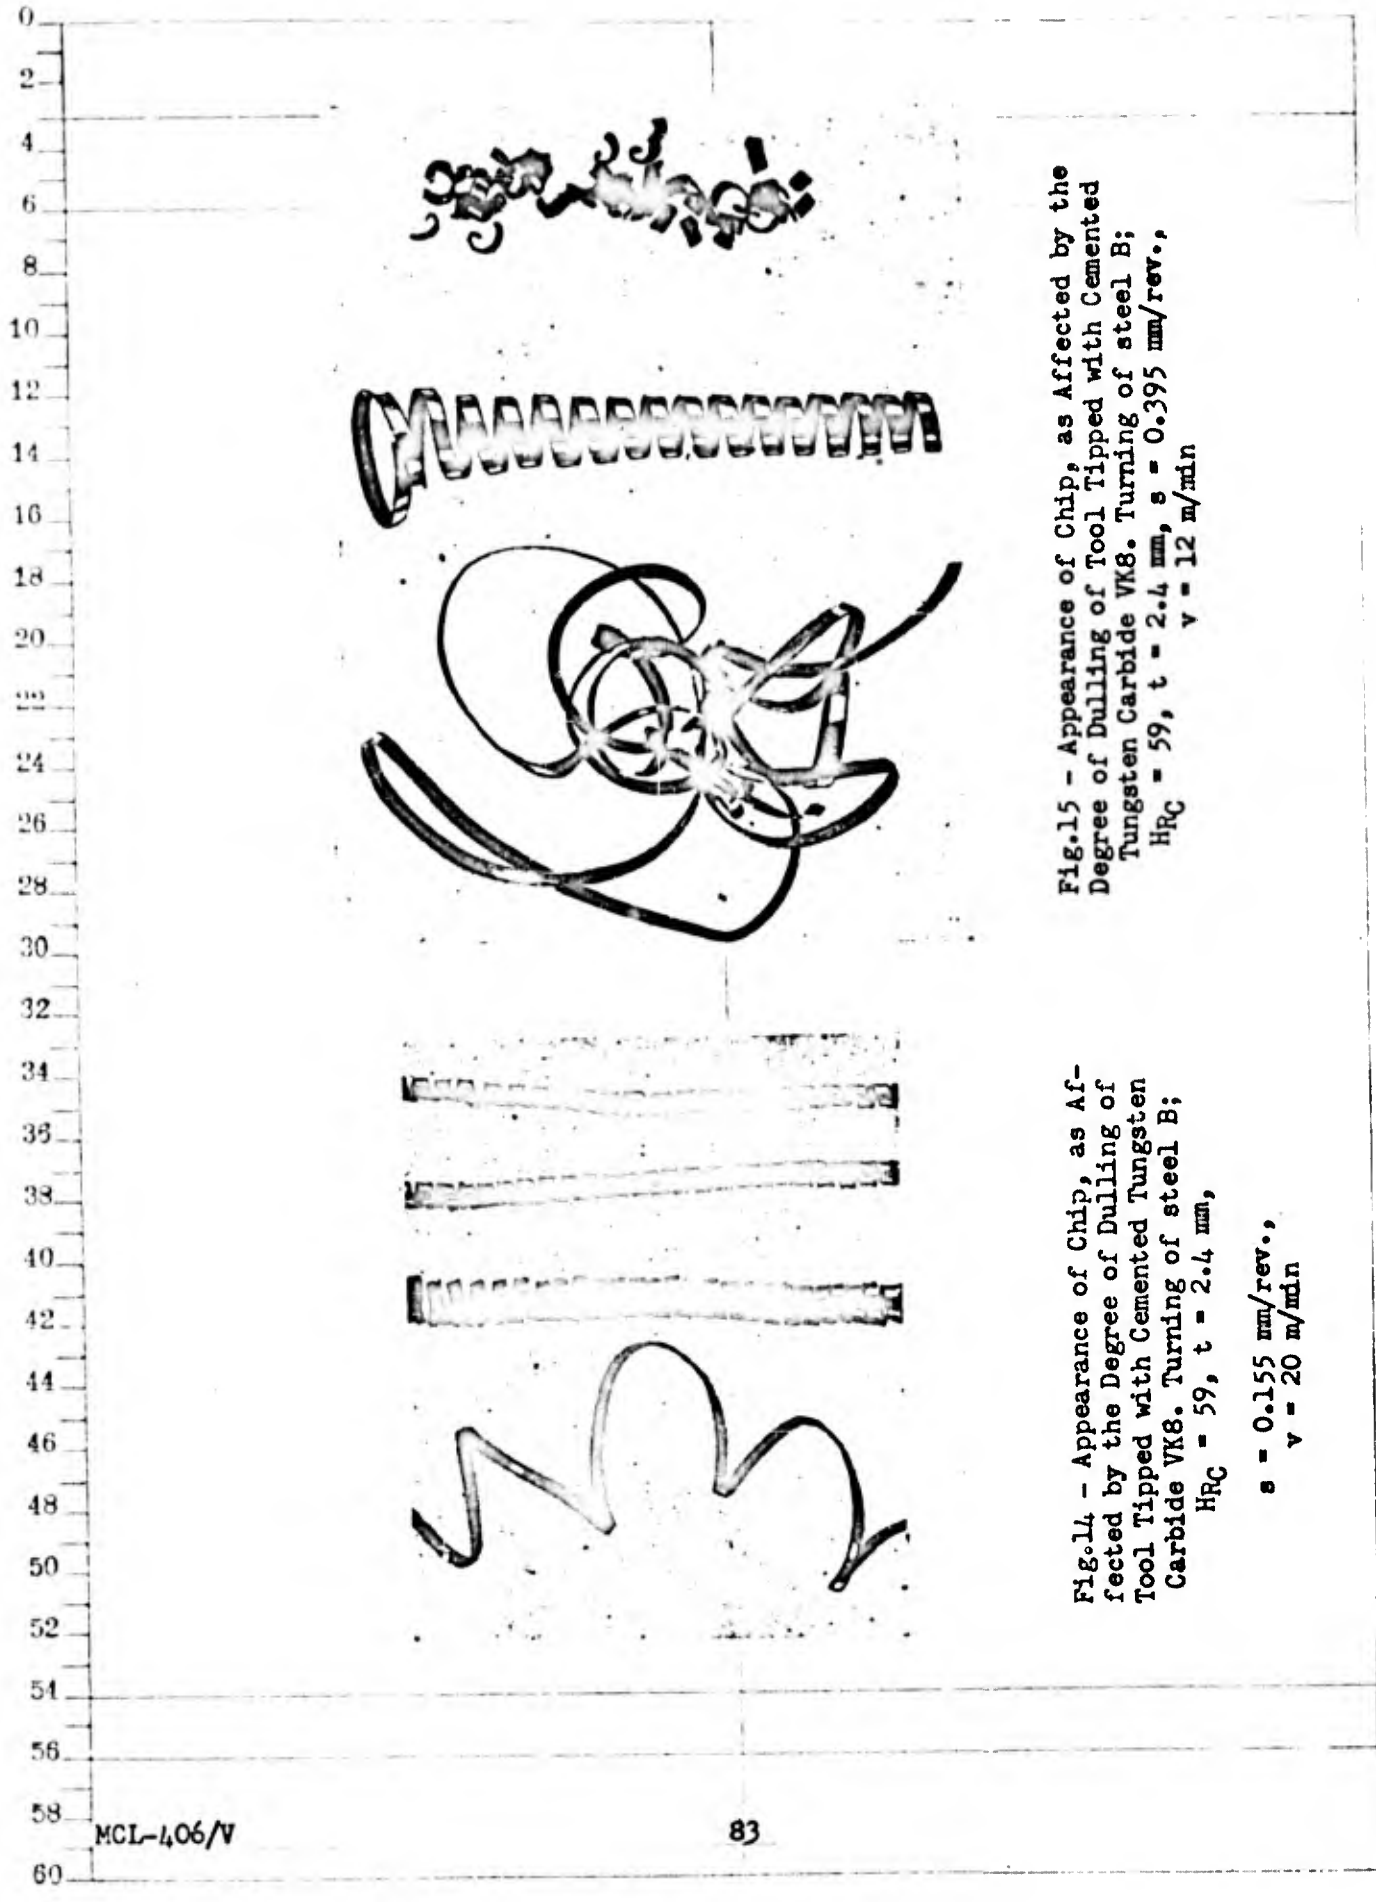 0
2
4
6
8
10
12
14
16
18
20
24
26
28
30
32
34
36
38
40
42
44
46
48
50
52
54
56
58
60
Fig.15 - Appearance of Chip, as Affected by the
Degree of Dulling of Tool Tipped with Cemented
Tungsten Carbide VK8. Turning of steel B;
HRC = 59, t = 2.4 mm, s = 0.395 mm/rev.,
v = 12 m/min
Fig.14 - Appearance of Chip, as Af-
fected by the Degree of Dulling of
Tool Tipped with Cemented Tungsten
Carbide VK8. Turning of steel B;
HRC = 59, t = 2.4 mm,
s = 0.155 mm/rev.,
v = 20 m/min
MCL-406/V
83